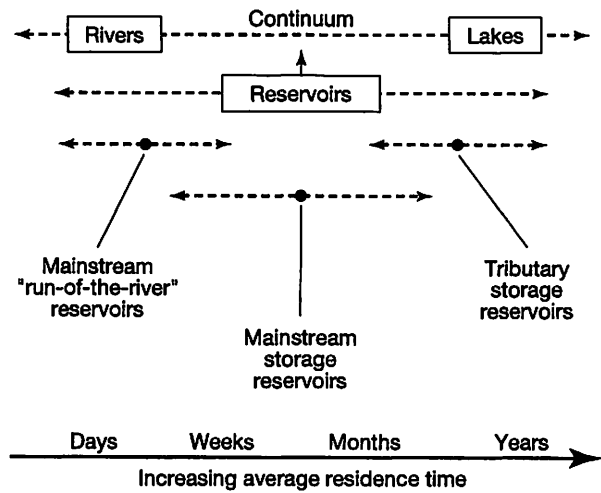 Continuum
Rivers
Lakes
Reservoirs
Mainstream
"run-of-the-river"
reservoirs
Mainstream
storage
reservoirs
Tributary
storage
reservoirs
Days Weeks Months Years
Increasing average residence time